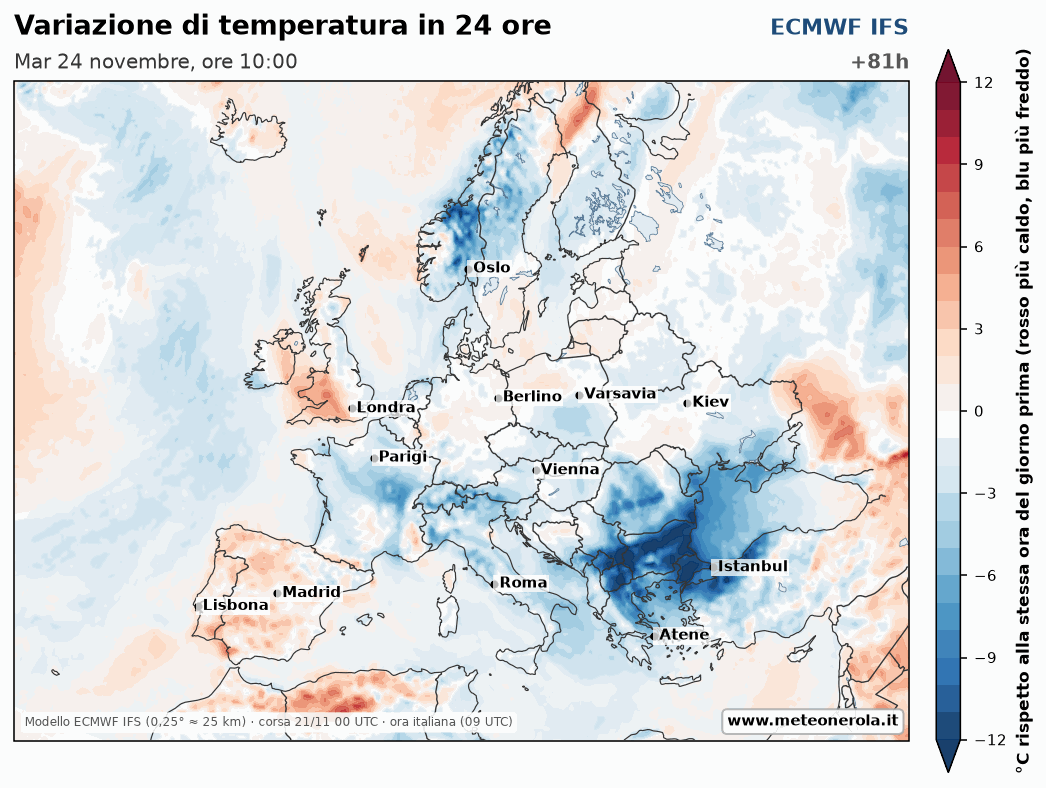 Variazione di temperatura in 24 ore
ECMWF IFS
Mar 24 novembre, ore 10:00
+81h
Oslo
Londra
Berlino
Varsavia
Kiev
Parigi
Vienna
Roma
Istanbul
Madrid
Lisbona
Atene
Modello ECMWF IFS (0,25° ≈ 25 km) · corsa 21/11 00 UTC · ora italiana (09 UTC)
www.meteonerola.it
12
9
6
3
0
−3
−6
−9
−12
°C rispetto alla stessa ora del giorno prima (rosso più caldo, blu più freddo)